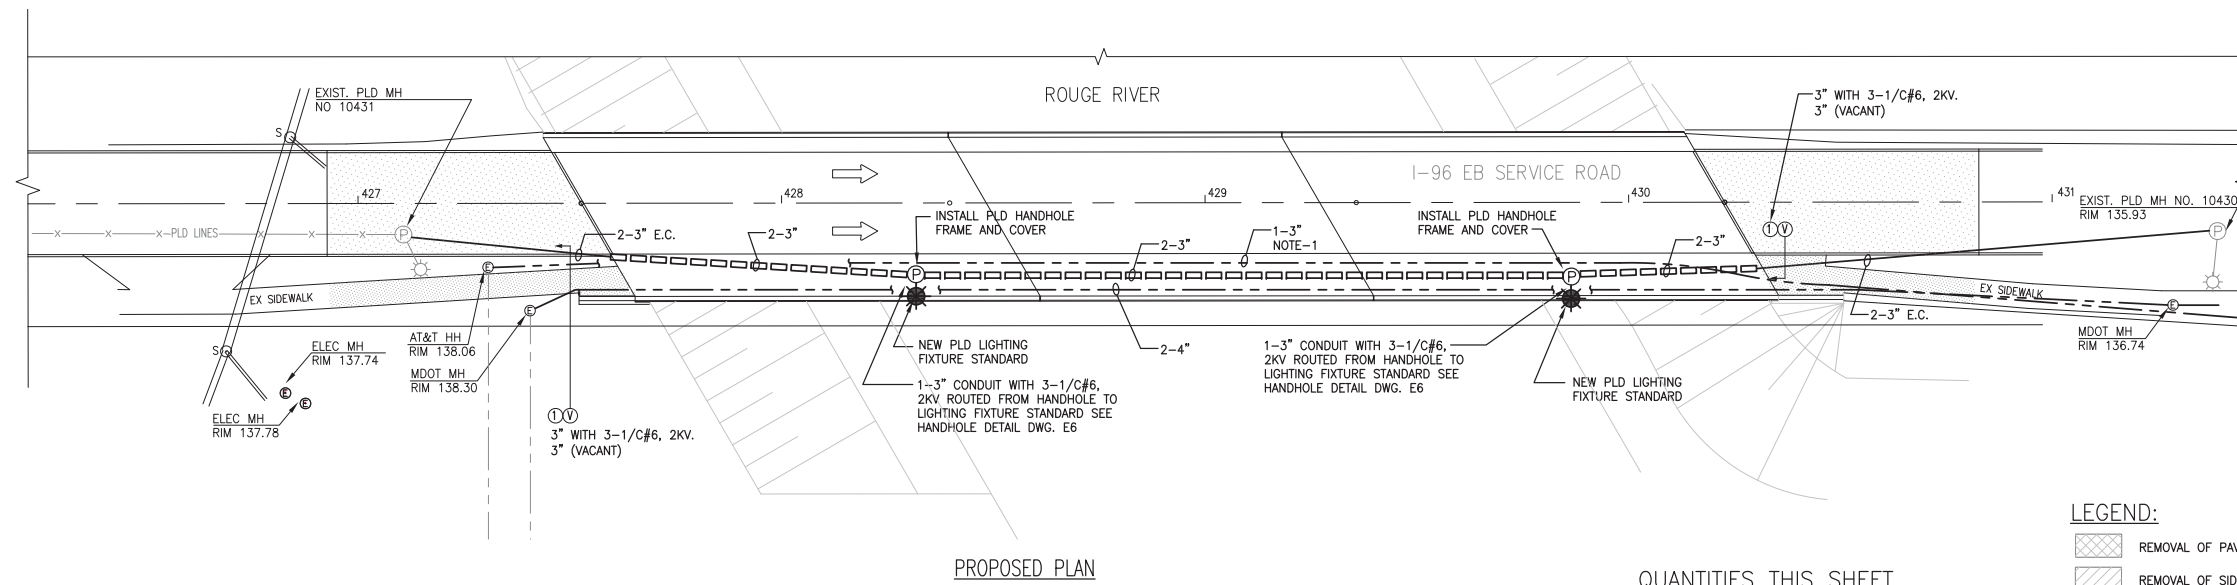 EXIST. PLD MH
NO 10431
ROUGE RIVER
3" WITH 3-1/C#6, 2KV.
3" (VACANT)
S
I-96 EB SERVICE ROAD
427
428
429
430
431
EXIST. PLD MH NO. 10430
RIM 135.93
X X X PLD LINES X X X
P
2-3" E.C.
2-3"
INSTALL PLD HANDHOLE
FRAME AND COVER
2-3"
1-3"
NOTE-1
INSTALL PLD HANDHOLE
FRAME AND COVER
2-3"
1 V
P
E
P
P
EX SIDEWALK
EX SIDEWALK
E
E
2-3" E.C.
S
ELEC MH
RIM 137.74
AT&T HH
RIM 138.06
MDOT MH
RIM 138.30
NEW PLD LIGHTING
FIXTURE STANDARD
2-4"
1-3" CONDUIT WITH 3-1/C#6,
2KV ROUTED FROM HANDHOLE TO
LIGHTING FIXTURE STANDARD SEE
HANDHOLE DETAIL DWG. E6
MDOT MH
RIM 136.74
E
E
ELEC MH
RIM 137.78
1--3" CONDUIT WITH 3-1/C#6,
2KV ROUTED FROM HANDHOLE TO
LIGHTING FIXTURE STANDARD SEE
HANDHOLE DETAIL DWG. E6
NEW PLD LIGHTING
FIXTURE STANDARD
1 V
3" WITH 3-1/C#6, 2KV.
3" (VACANT)
PROPOSED PLAN
LEGEND:
REMOVAL OF PAV
REMOVAL OF SID
QUANTITIES THIS SHEET